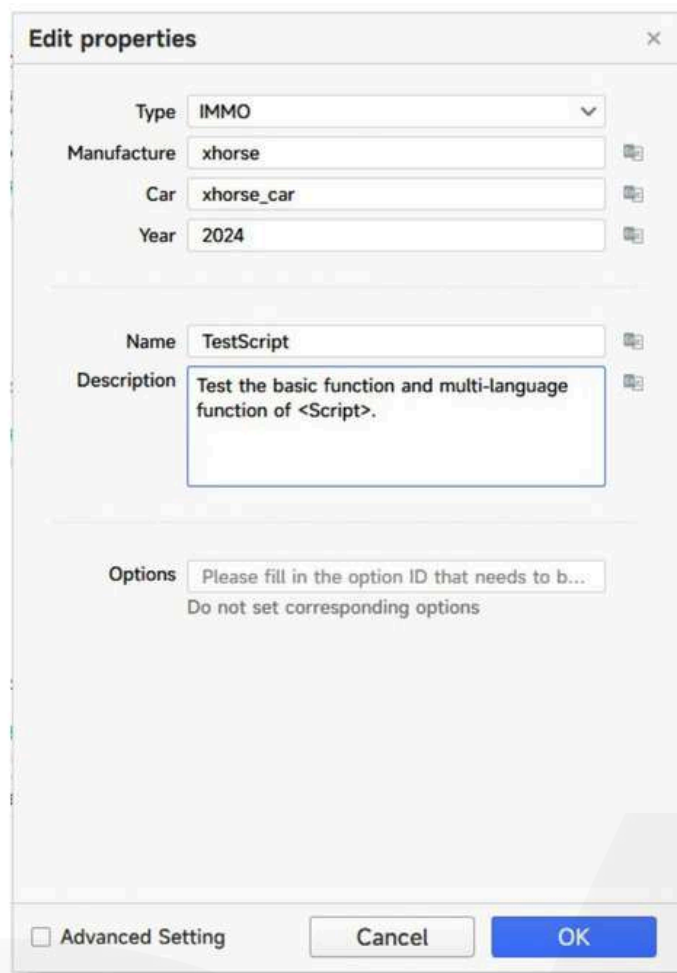 Edit properties
Type IMMO
Manufacture xhorse
Car xhorse_car
Year 2024
Name TestScript
Description Test the basic function and multi-language
function of <Script>.
Options Please fill in the option ID that needs to b...
Do not set corresponding options
Advanced Setting Cancel OK